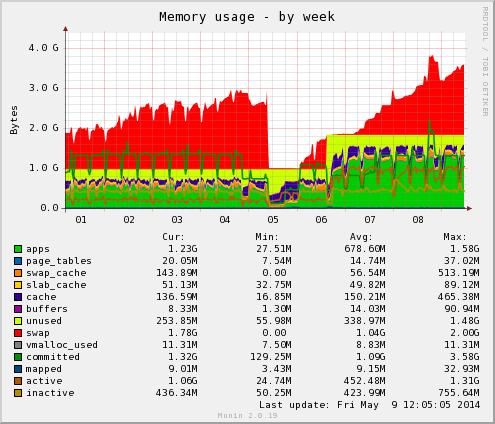 Memory usage - by week
RRDTOOL / TOBI OETIKER
Bytes
4.0 G
3.0 G
2.0 G
1.0 G
0.0
01 02 03 04 05 06 07 08
Cur: Min: Avg: Max:
apps 1.23G 27.51M 678.60M 1.58G
page_tables 20.05M 7.54M 14.74M 37.02M
swap_cache 143.89M 0.00 56.54M 513.19M
slab_cache 51.13M 32.75M 49.82M 89.12M
cache 136.59M 16.85M 150.21M 465.38M
buffers 8.33M 1.30M 14.03M 90.94M
unused 253.85M 55.98M 338.97M 1.48G
swap 1.78G 0.00 1.04G 2.00G
vmalloc_used 11.31M 7.50M 8.83M 11.31M
committed 1.32G 129.25M 1.09G 3.58G
mapped 9.01M 3.43M 9.15M 32.93M
active 1.06G 24.74M 452.48M 1.31G
inactive 436.34M 50.25M 423.99M 755.64M
Last update: Fri May 9 12:05:05 2014
Munin 2.0.19